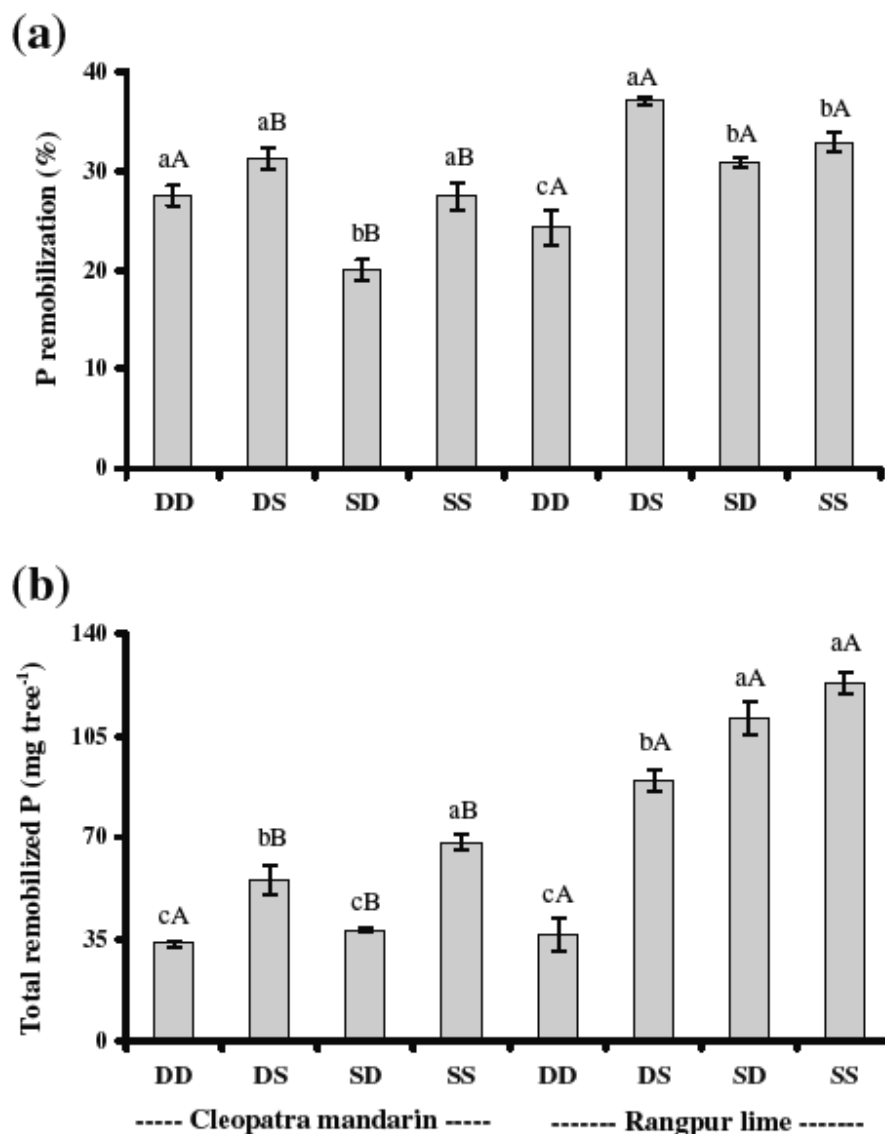 (a)
P remobilization (%)
40
30
20
10
0
aA
aB
bB
aB
cA
aA
bA
bA
DD DS SD SS DD DS SD SS
(b)
Total remobilized P (mg tree-1)
140
105
70
35
0
cA
bB
cB
aB
cA
bA
aA
aA
DD DS SD SS DD DS SD SS
----- Cleopatra mandarin ----- ------- Rangpur lime -------